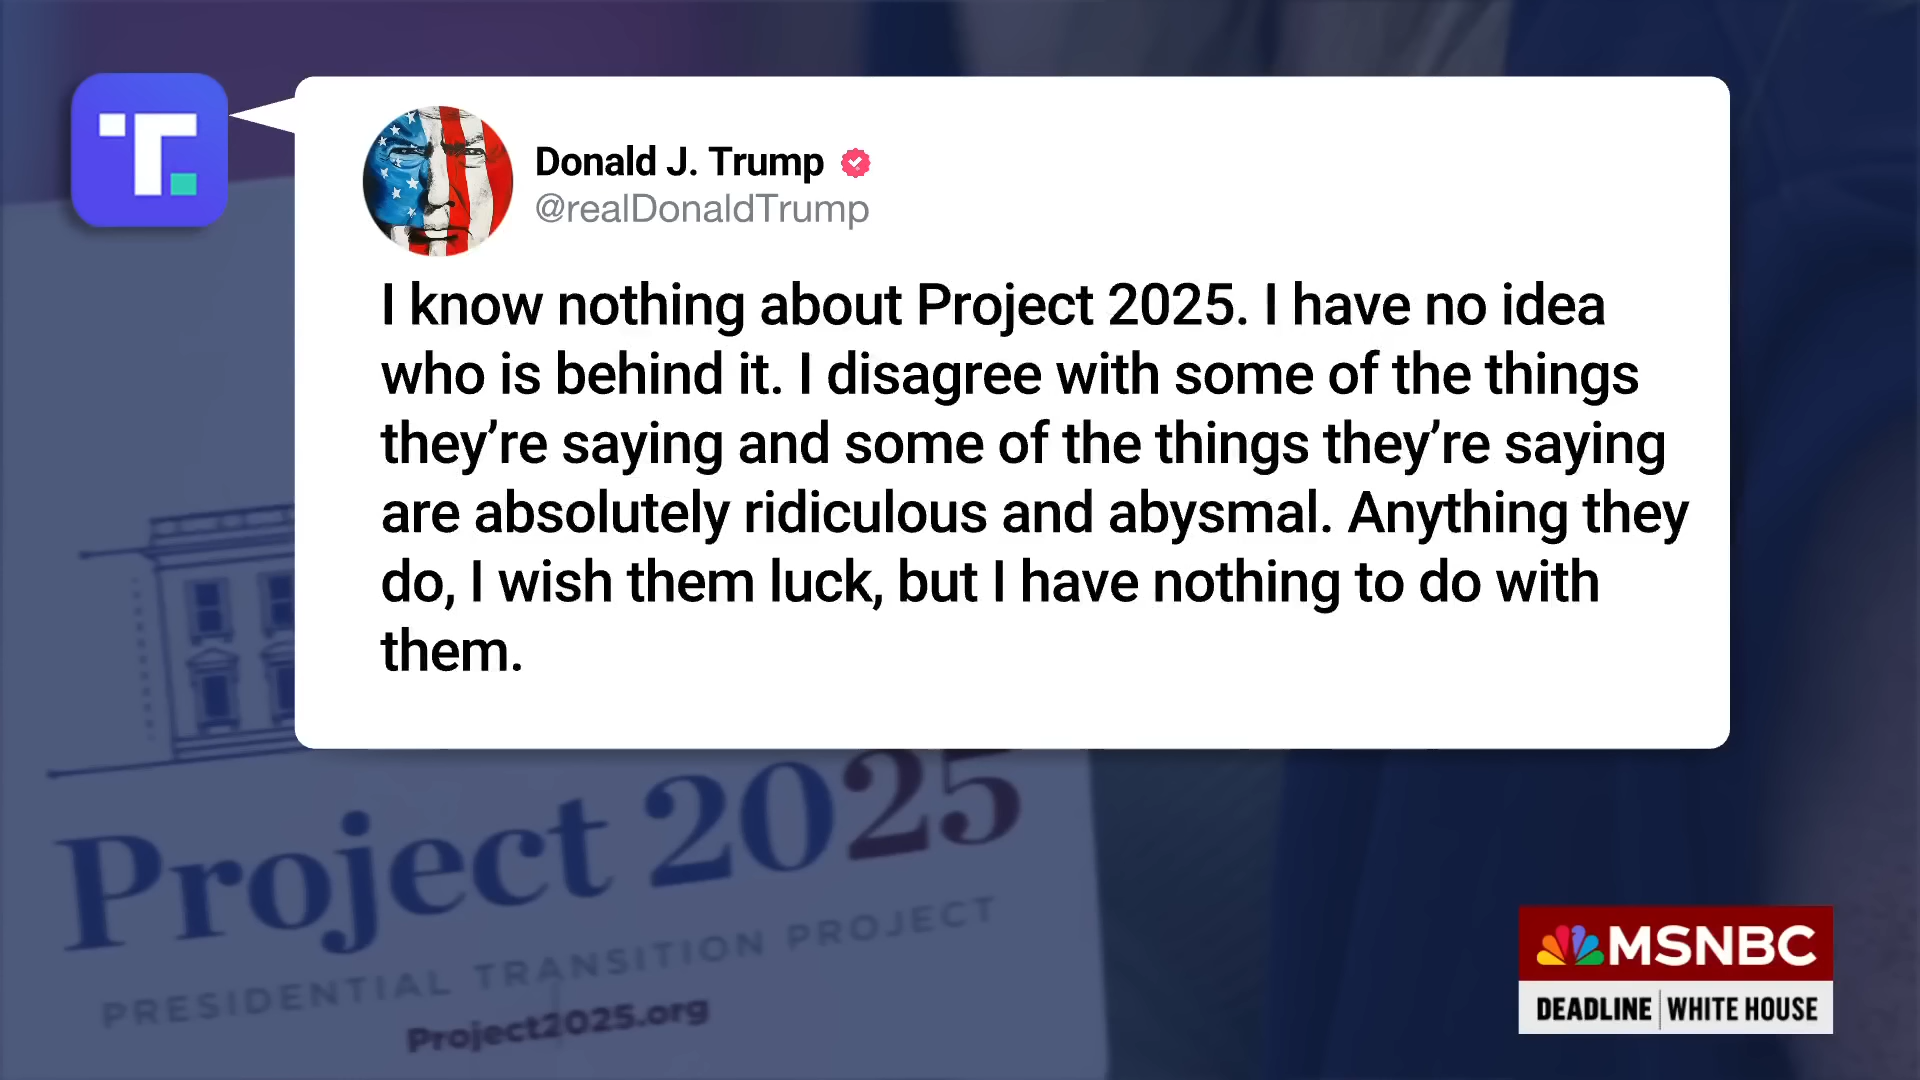 T.
Donald J. Trump
@realDonaldTrump
I know nothing about Project 2025. I have no idea
who is behind it. I disagree with some of the things
they’re saying and some of the things they’re saying
are absolutely ridiculous and abysmal. Anything they
do, I wish them luck, but I have nothing to do with
them.
Project 2025
PRESIDENTIAL TRANSITION PROJECT
Project2025.org
MSNBC
DEADLINE | WHITE HOUSE